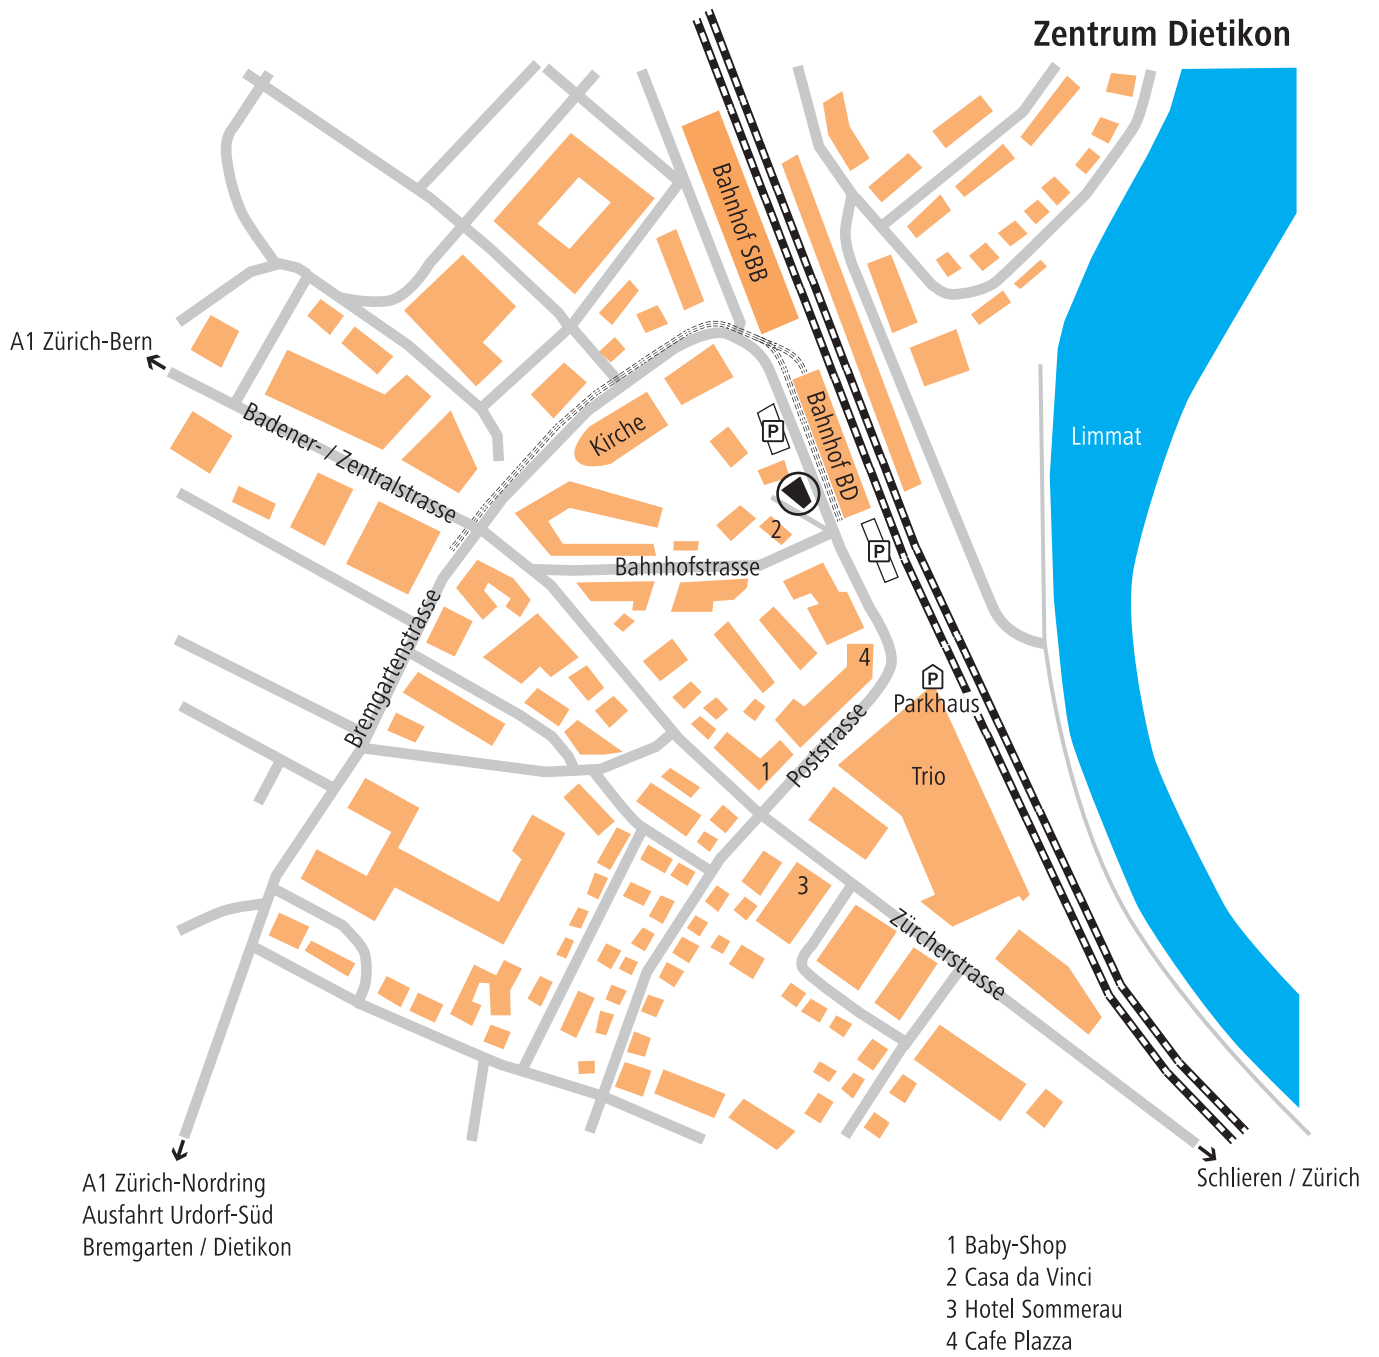 Zentrum Dietikon
Bahnhof SBB
A1 Zürich-Bern
Badener- / Zentralstrasse
Kirche
P
Bahnhof BD
Limmat
2
P
Bahnhofstrasse
Bremgartenstrasse
4
P
Parkhaus
Poststrasse
1
Trio
3
Zürcherstrasse
A1 Zürich-Nordring
Ausfahrt Urdorf-Süd
Bremgarten / Dietikon
Schlieren / Zürich
1 Baby-Shop
2 Casa da Vinci
3 Hotel Sommerau
4 Cafe Plazza